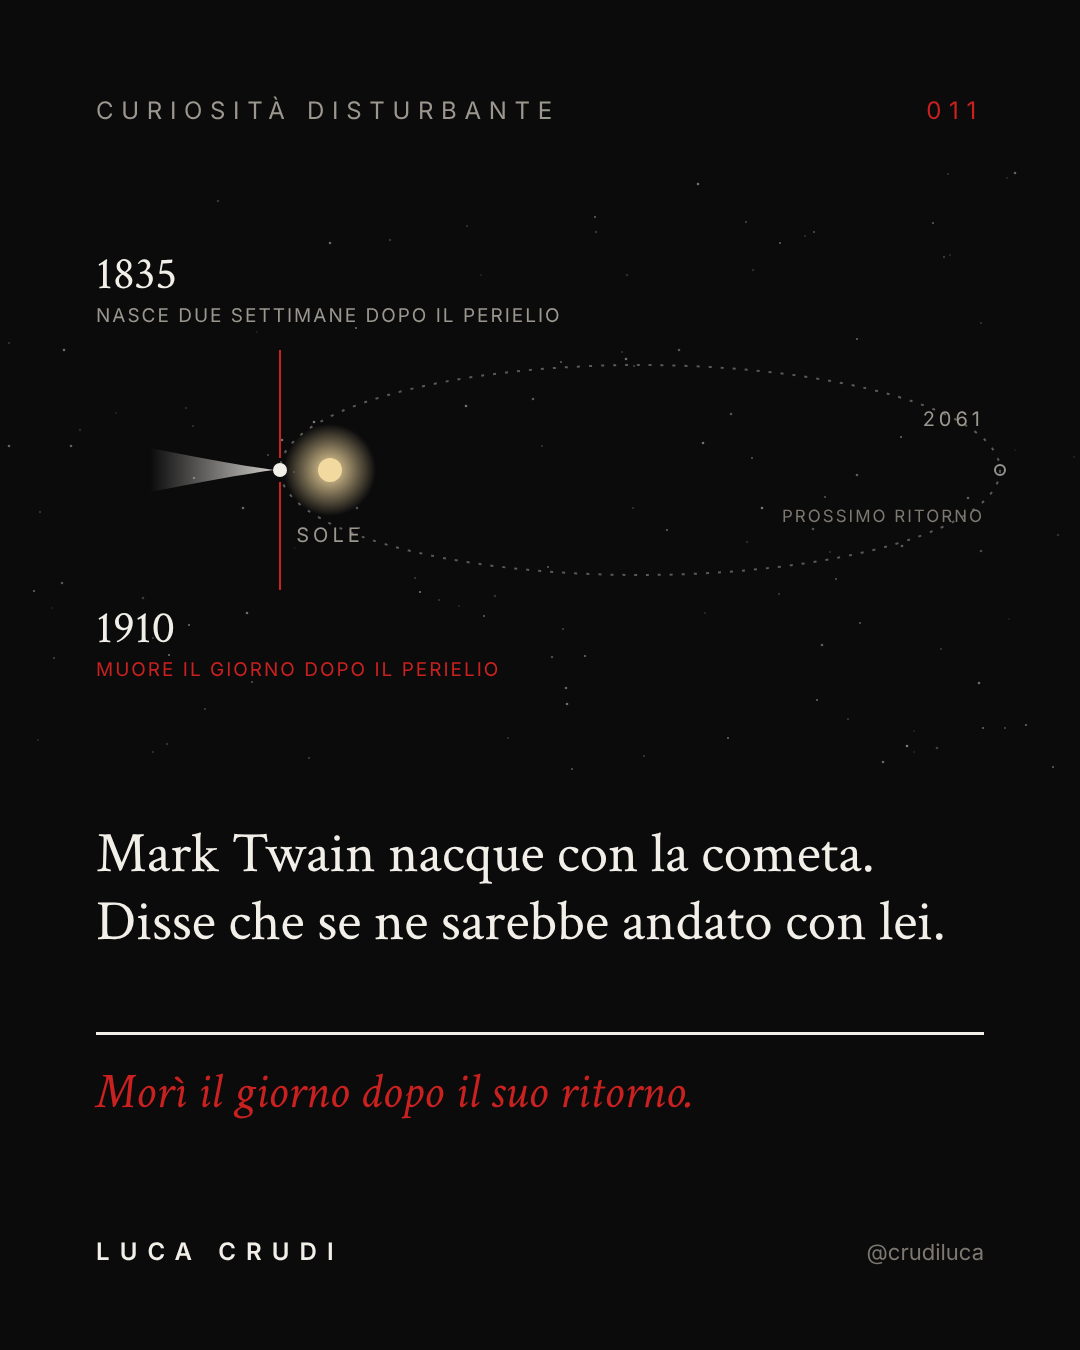 CURIOSITÀ DISTURBANTE
011
1835
NASCE DUE SETTIMANE DOPO IL PERIELIO
2061
PROSSIMO RITORNO
SOLE
1910
MUORE IL GIORNO DOPO IL PERIELIO
Mark Twain nacque con la cometa.
Disse che se ne sarebbe andato con lei.
Morì il giorno dopo il suo ritorno.
LUCA CRUDI
@crudiluca